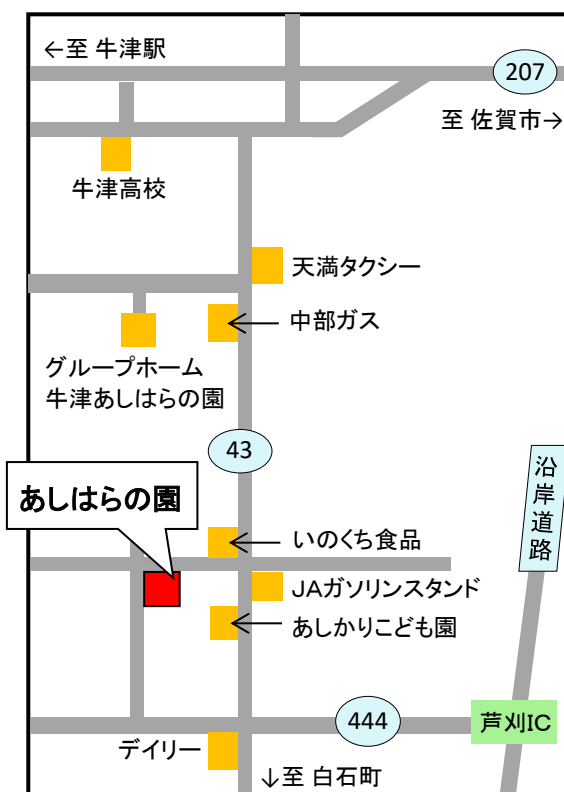 ←至 牛津駅
207
至 佐賀市→
牛津高校
天満タクシー
中部ガス
グループホーム
牛津あしはらの園
43
沿岸道路
あしはらの園
いのくち食品
JAガソリンスタンド
あしかりこども園
444
芦刈IC
デイリー
↓至 白石町